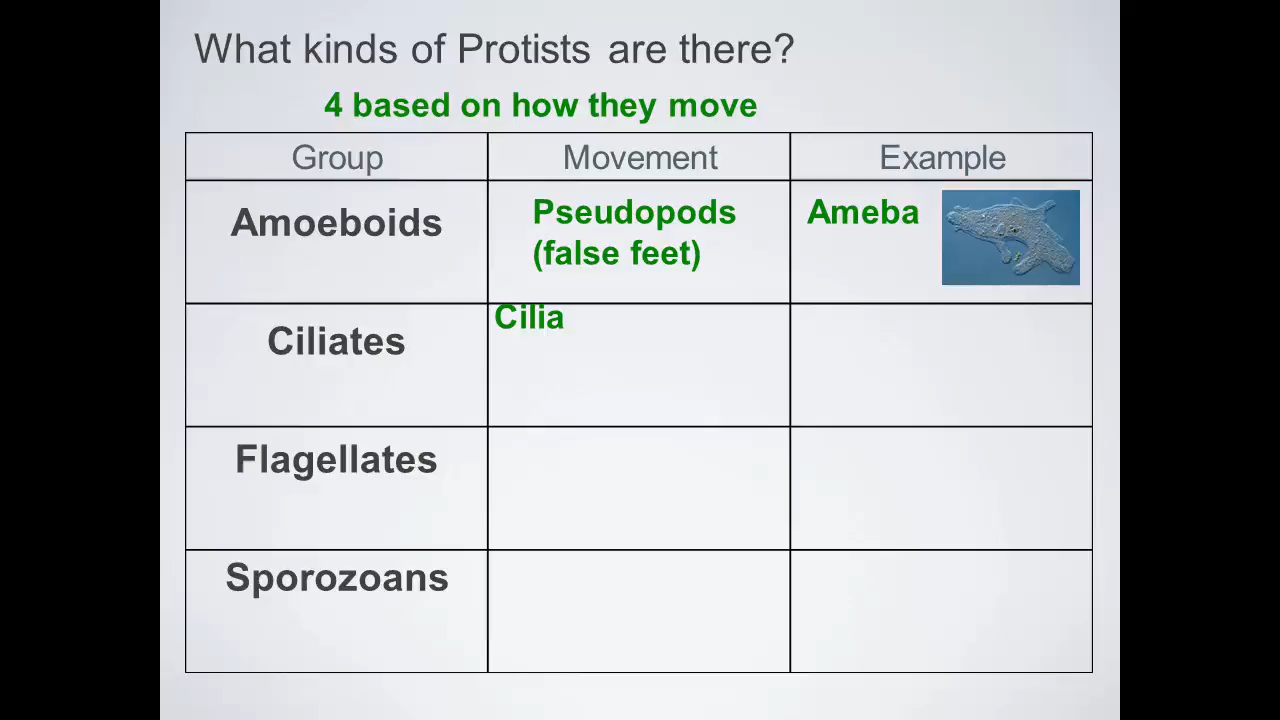 What kinds of Protists are there?
4 based on how they move
Group Movement Example
Amoeboids Pseudopods (false feet) Ameba
Ciliates Cilia
Flagellates
Sporozoans